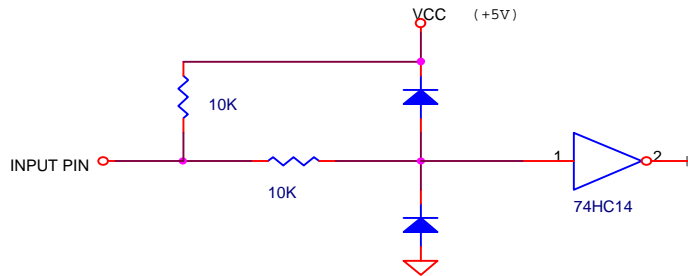 VCC (+5V)
10K
INPUT PIN
10K
1
2
74HC14